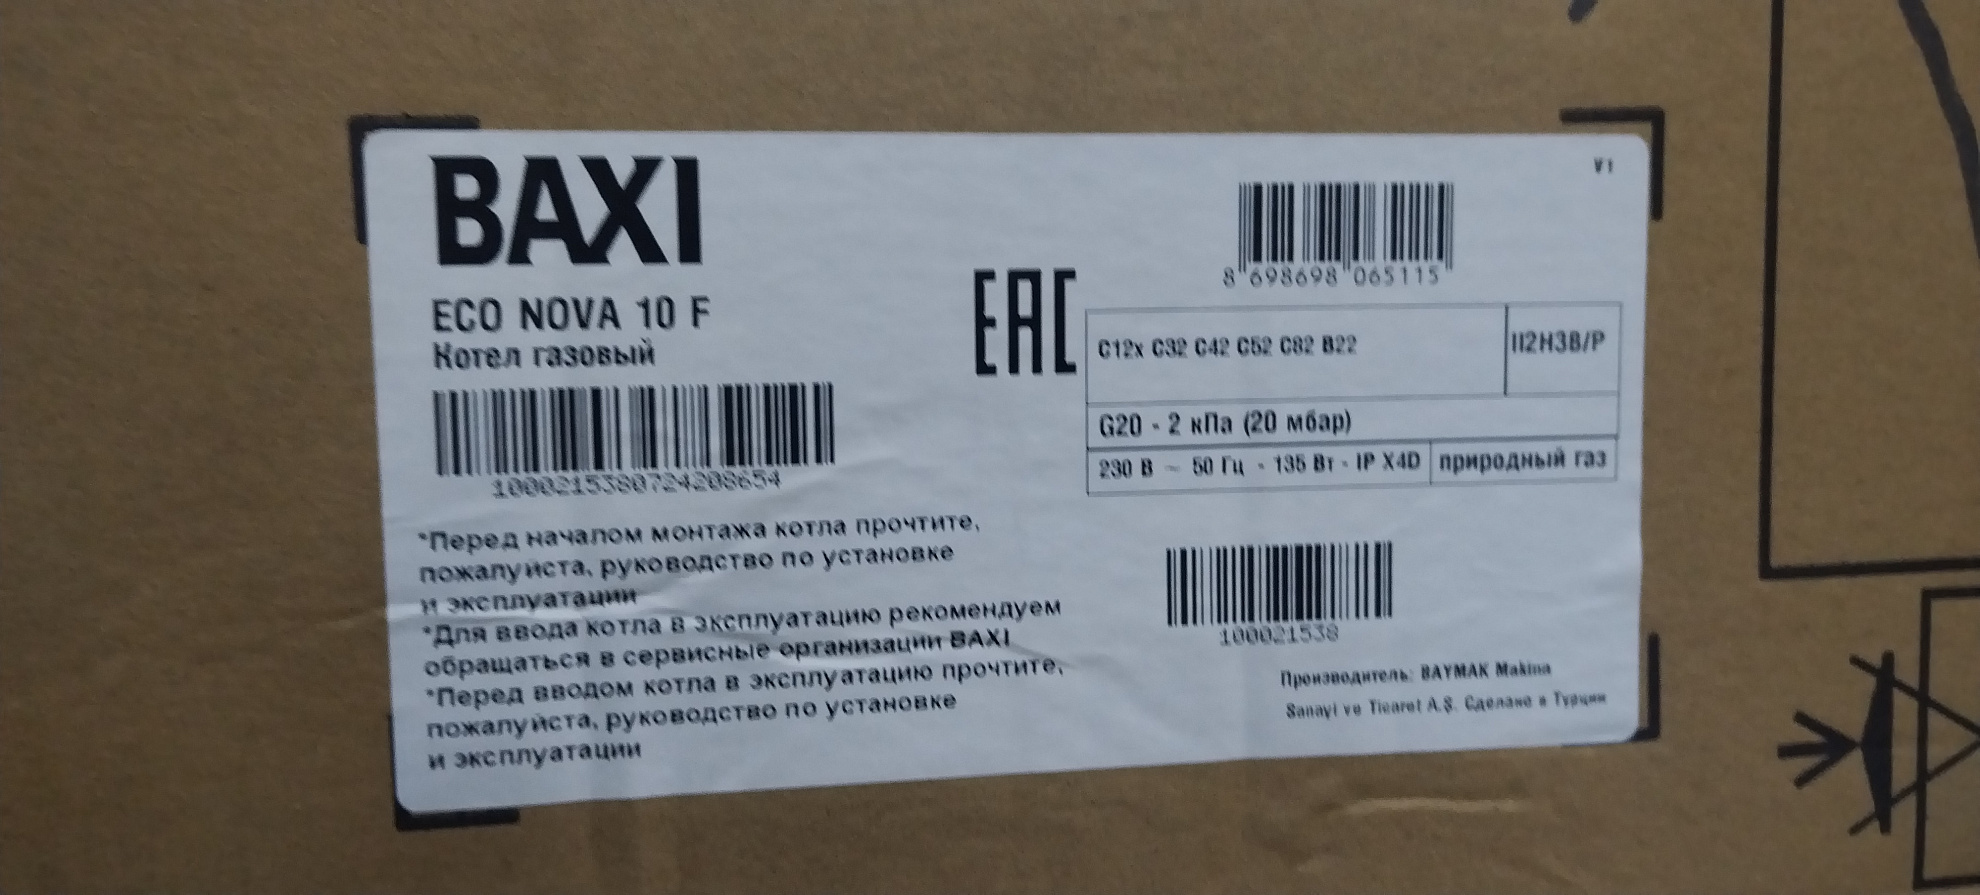 BAXI
ECO NOVA 10 F
Котел газовый
1000215380724208654
*Перед началом монтажа котла прочтите,
пожалуйста, руководство по установке
и эксплуатации
*Для ввода котла в эксплуатацию рекомендуем
обращаться в сервисные организации BAXI
*Перед вводом котла в эксплуатацию прочтите,
пожалуйста, руководство по установке
и эксплуатации
EAC
V1
8 698698 065115
C12x C32 C42 C52 C82 B22
II2H3B/P
G20 - 2 кПа (20 мбар)
230 В ~ 50 Гц - 135 Вт - IP X4D
природный газ
100021538
Производитель: BAYMAK Makina
Sanayi ve Ticaret A.Ş. Сделано в Турции